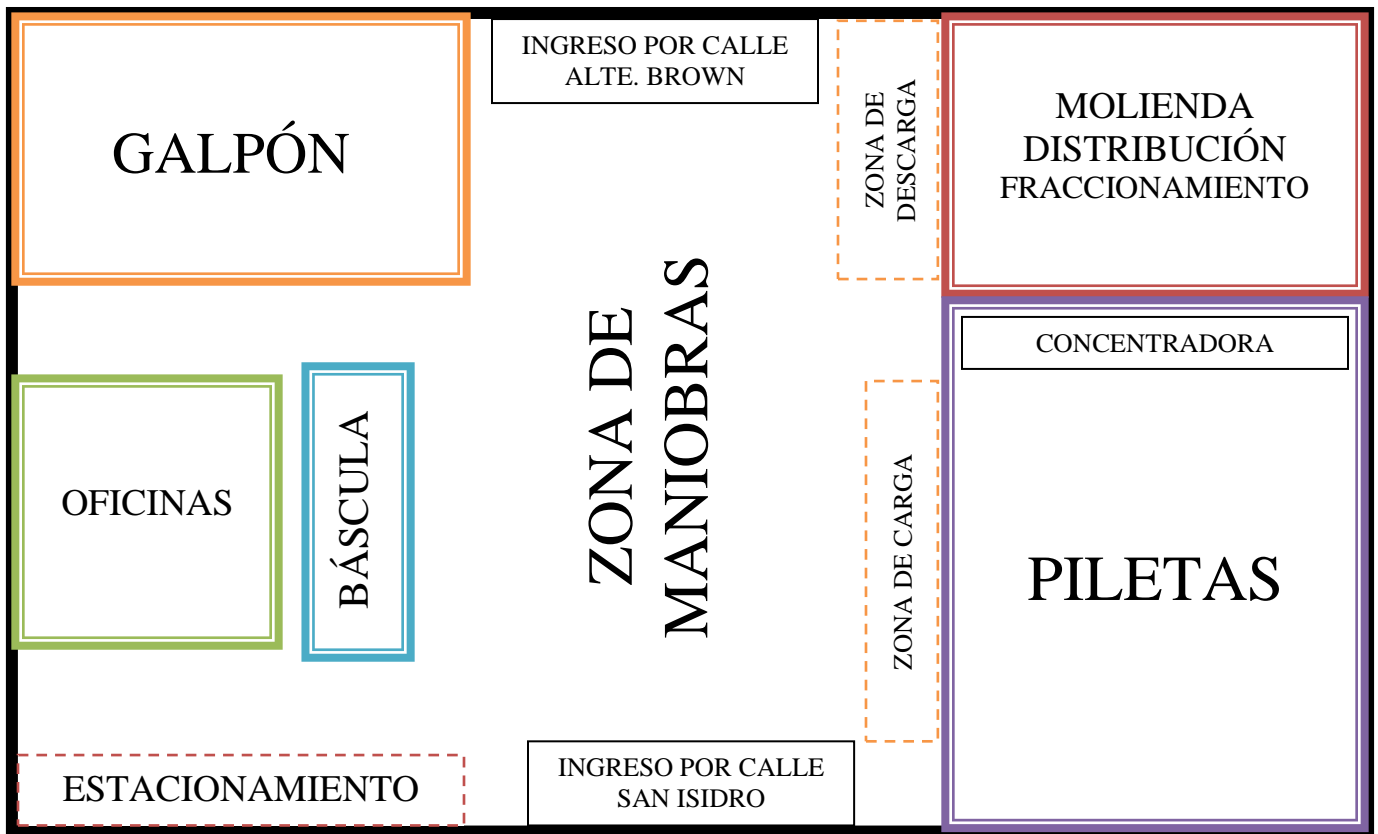 INGRESO POR CALLE
ALTE. BROWN
GALPÓN
ZONA DE
DESCARGA
MOLIENDA
DISTRIBUCIÓN
FRACCIONAMIENTO
CONCENTRADORA
OFICINAS
BÁSCULA
ZONA DE
MANIOBRAS
ZONA DE CARGA
PILETAS
ESTACIONAMIENTO
INGRESO POR CALLE
SAN ISIDRO